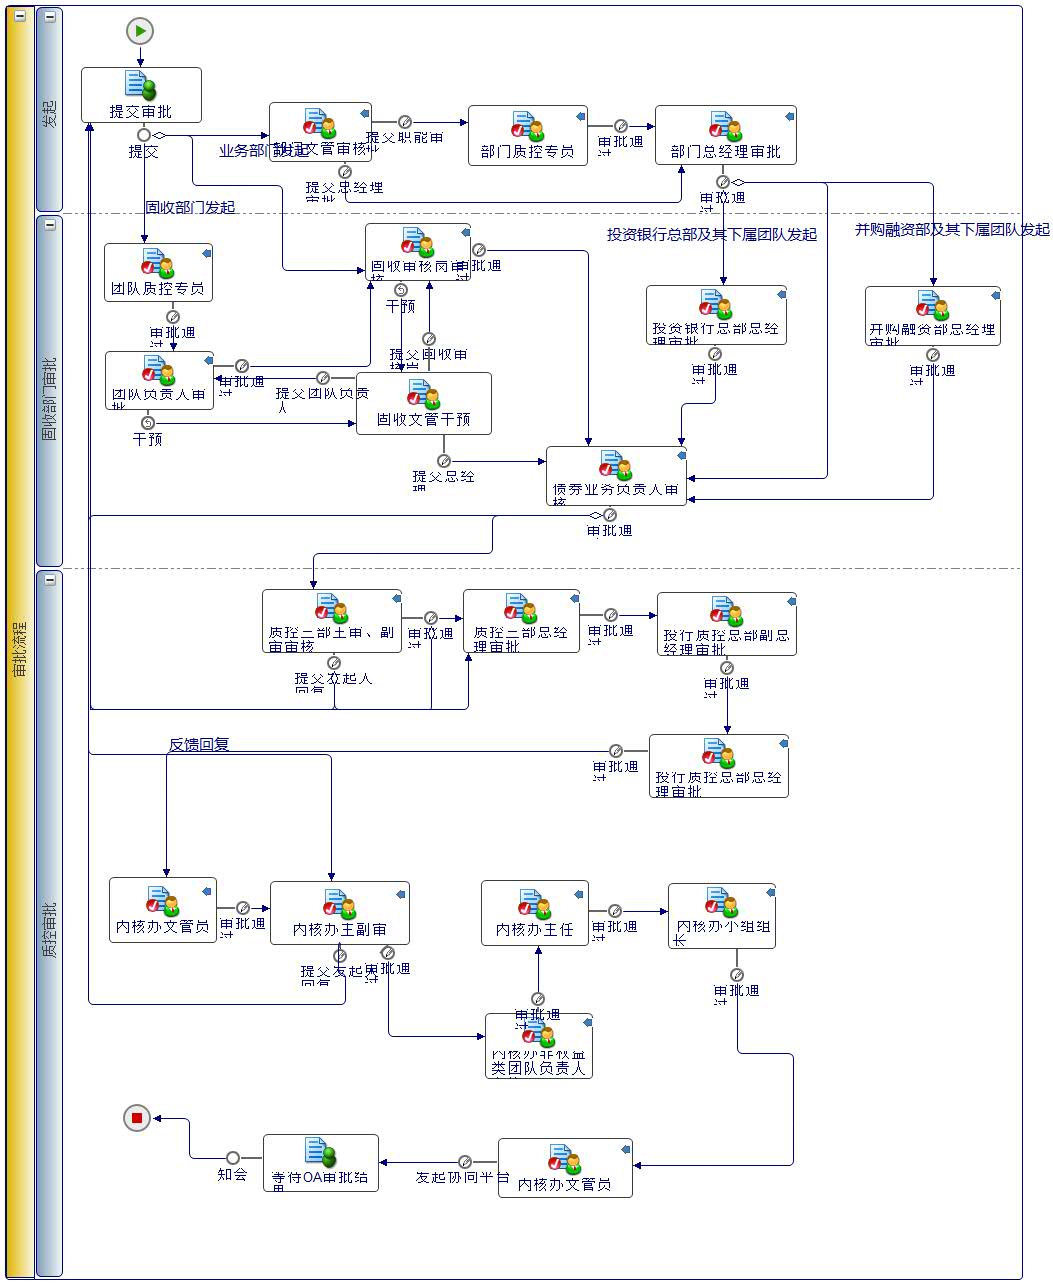 审批流程
发起
提交审批
提交
业务部门发起
提交职能审
部门质控专员
审批通过
部门总经理审批
提交总经理审批
审批通过
固收部门发起
投资银行总部及其下属团队发起
并购融资部及其下属团队发起
固收部门审批
团队质控专员
审批通过
固收审核岗审核
审批通过
干预
投资银行总部总经理审批
并购融资部总经理审批
审批通过
审批通过
团队负责人审批
审批通过
提交团队负责人
干预
固收文管干预
提交总经理
债券业务负责人审核
审批通过
质控审批
质控二部主审、副审审核
审批通过
质控二部总经理审批
审批通过
投行质控总部副总经理审批
提交发起人回复
审批通过
反馈回复
审批通过
投行质控总部总经理审批
内核办文管员
审批通过
内核办主副审
内核办主任
审批通过
内核办小组组长
提交发起人回复
审批通过
审批通过
审批通过
内核办非权益类团队负责人
知会
等待OA审批结果
发起协同平台
内核办文管员